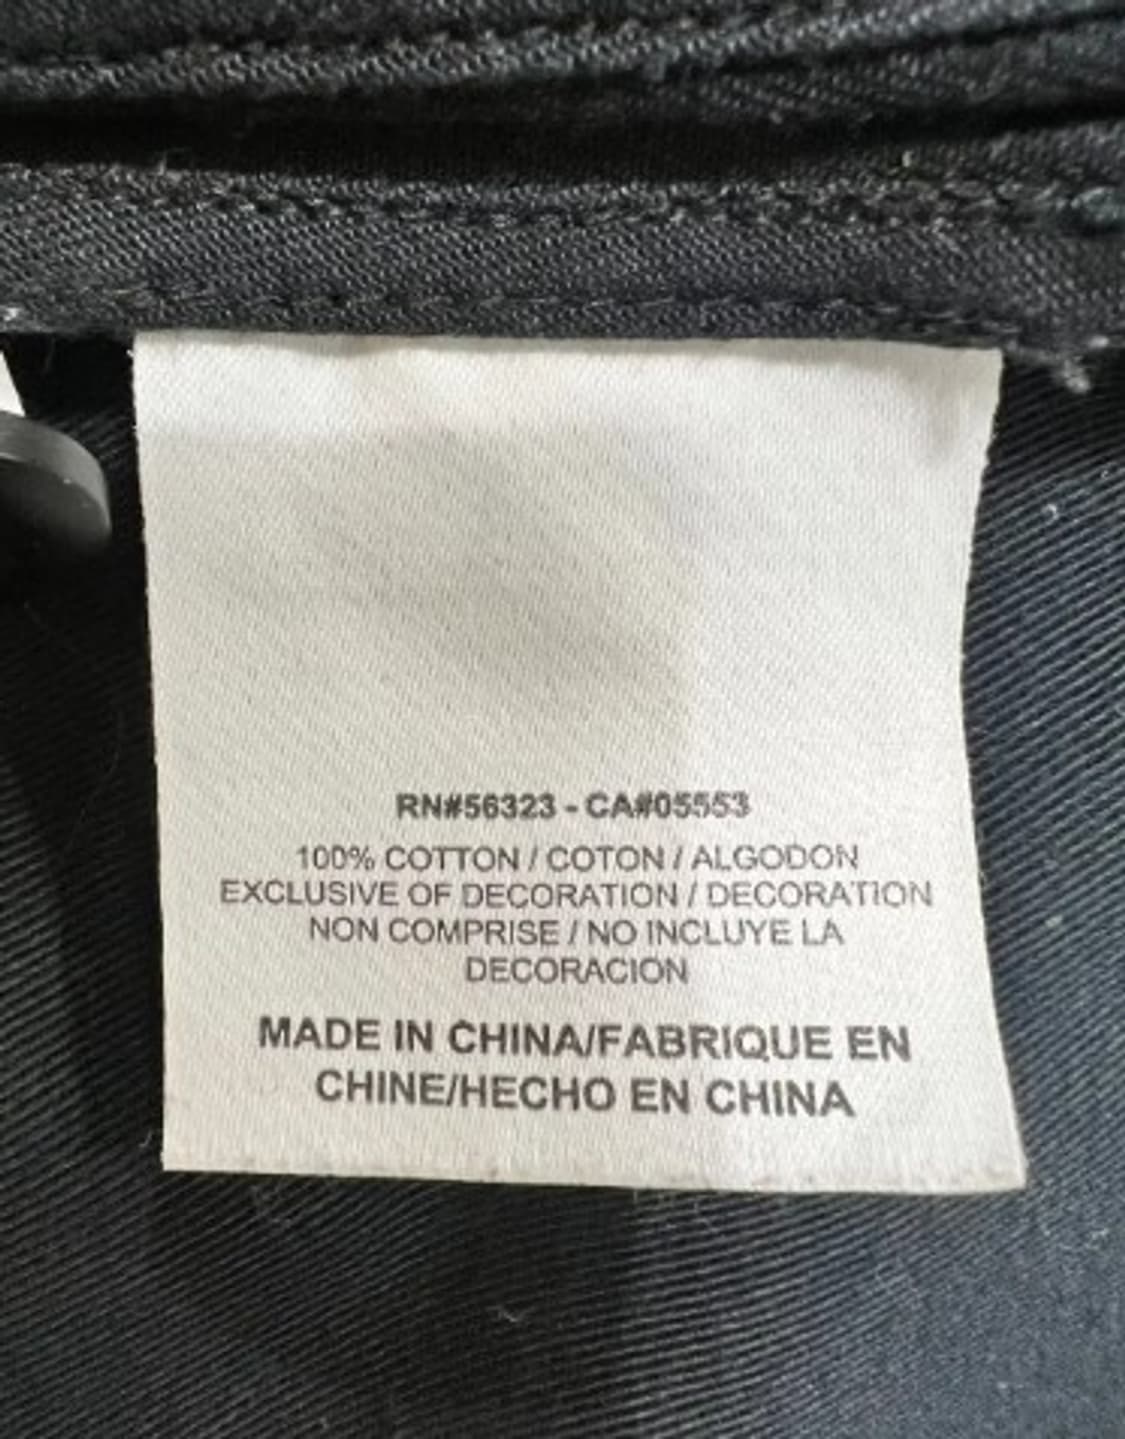 RN#56323 - CA#05553
100% COTTON / COTON / ALGODON
EXCLUSIVE OF DECORATION / DECORATION
NON COMPRISE / NO INCLUYE LA
DECORACION
MADE IN CHINA/FABRIQUE EN
CHINE/HECHO EN CHINA